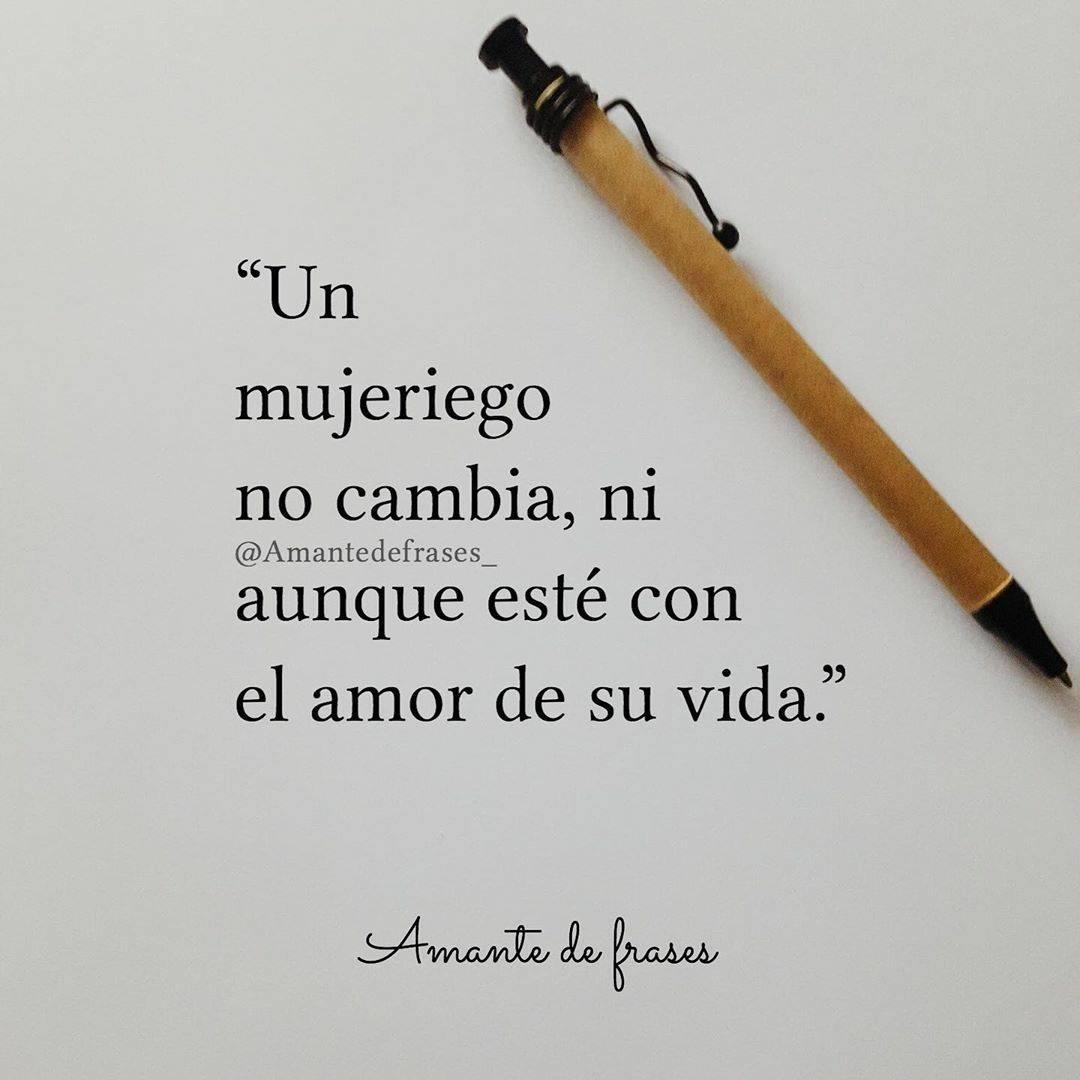 “Un
mujeriego
no cambia, ni
@Amantedefrases_
aunque esté con
el amor de su vida.”
Amante de frases